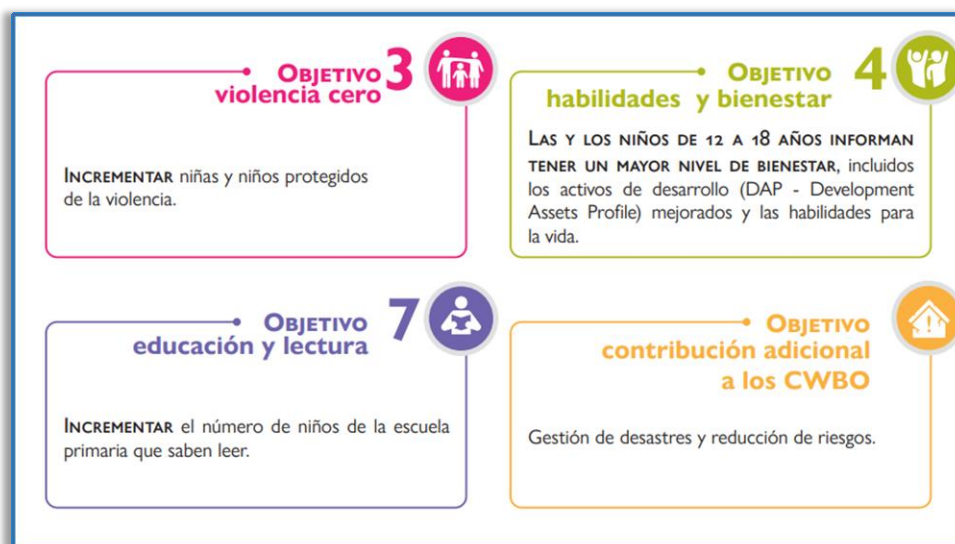 OBJETIVO 3
violencia cero
INCREMENTAR niñas y niños protegidos
de la violencia.
OBJETIVO 4
habilidades y bienestar
LAS Y LOS NIÑOS DE 12 A 18 AÑOS INFORMAN
TENER UN MAYOR NIVEL DE BIENESTAR, incluidos
los activos de desarrollo (DAP - Development
Assets Profile) mejorados y las habilidades para
la vida.
OBJETIVO 7
educación y lectura
INCREMENTAR el número de niños de la escuela
primaria que saben leer.
OBJETIVO
contribución adicional
a los CWBO
Gestión de desastres y reducción de riesgos.